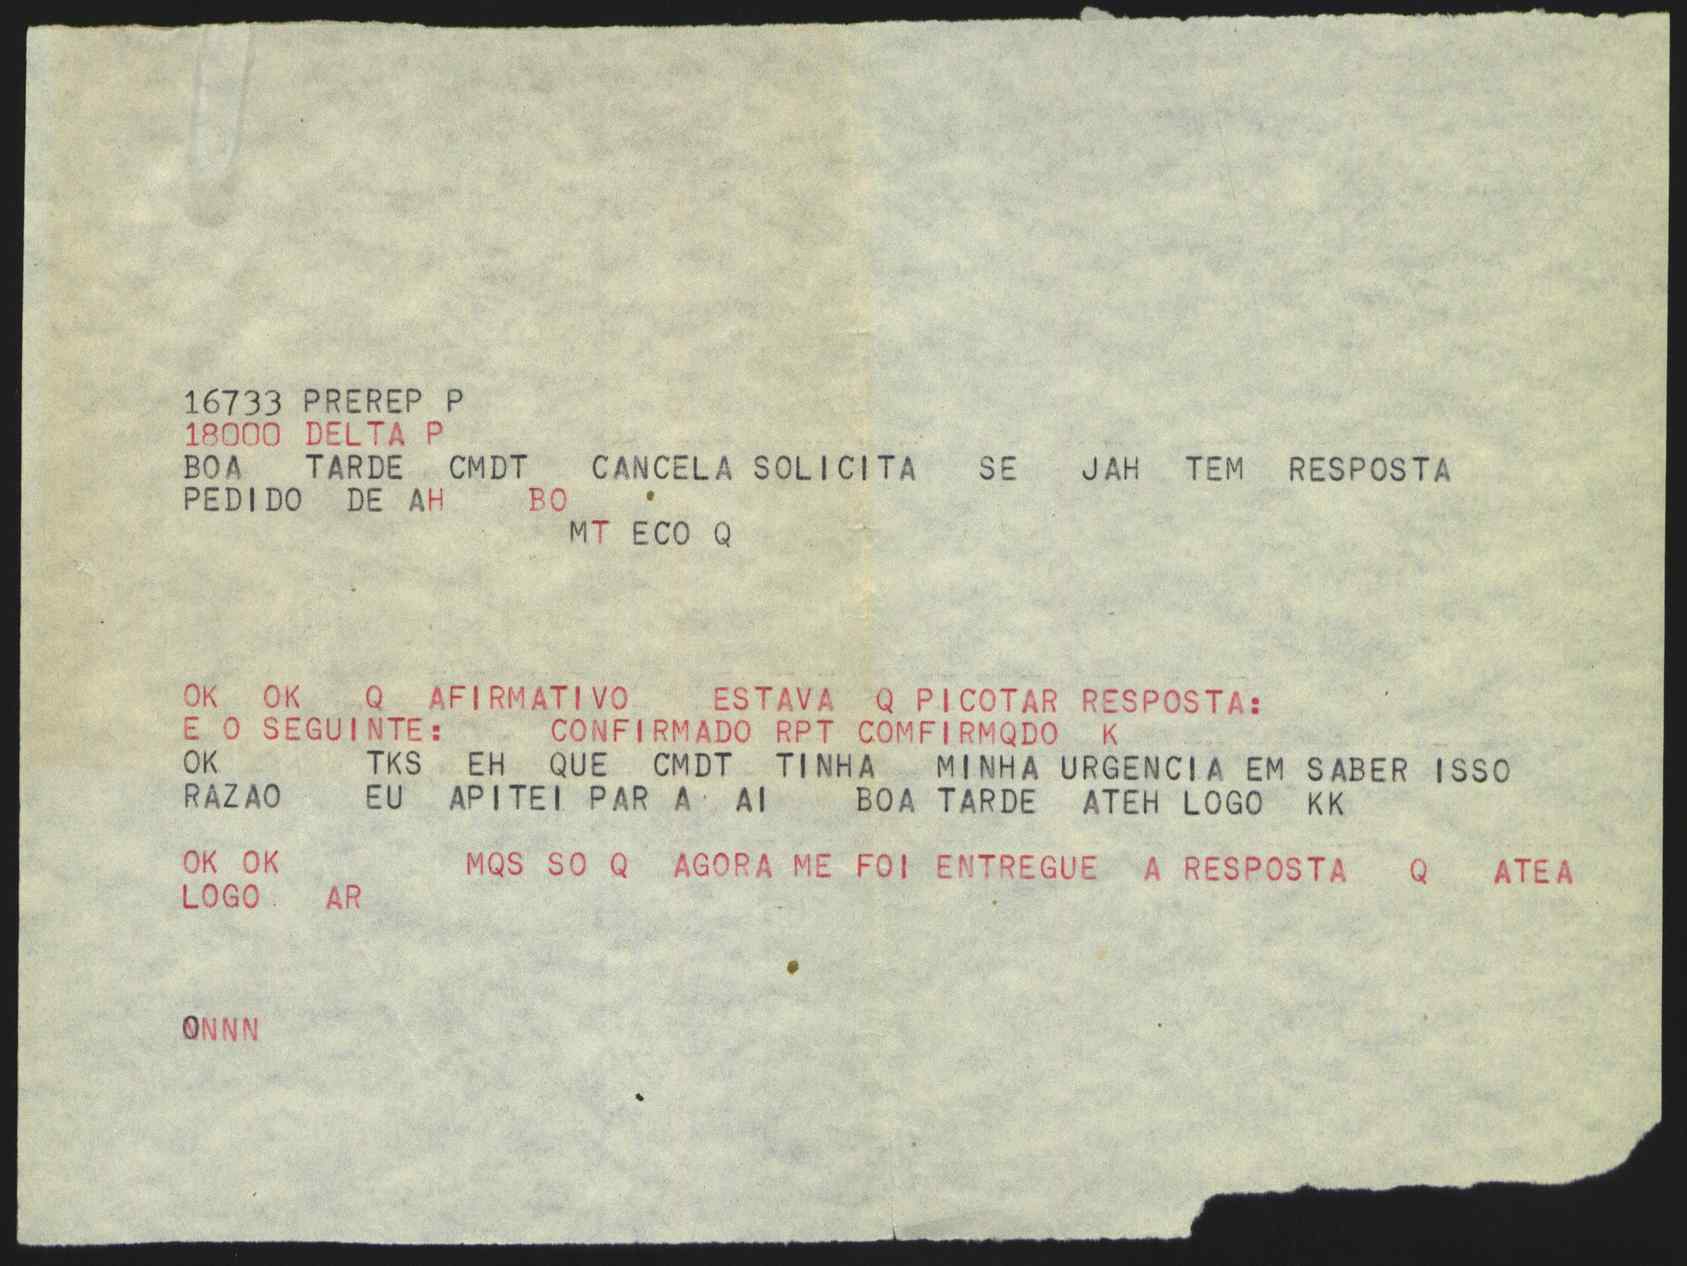 16733 PREREP P
18000 DELTA P
BOA TARDE CMDT CANCELA SOLICITA SE JAH TEM RESPOSTA
PEDIDO DE AH BO
MT ECO Q
OK OK Q AFIRMATIVO ESTAVA Q PICOTAR RESPOSTA:
E O SEGUINTE: CONFIRMADO RPT COMFIRMQDO K
OK TKS EH QUE CMDT TINHA MINHA URGENCIA EM SABER ISSO
RAZAO EU APITEI PAR A AI BOA TARDE ATEH LOGO KK
OK OK MQS SO Q AGORA ME FOI ENTREGUE A RESPOSTA Q ATEA
LOGO. AR
NNNN